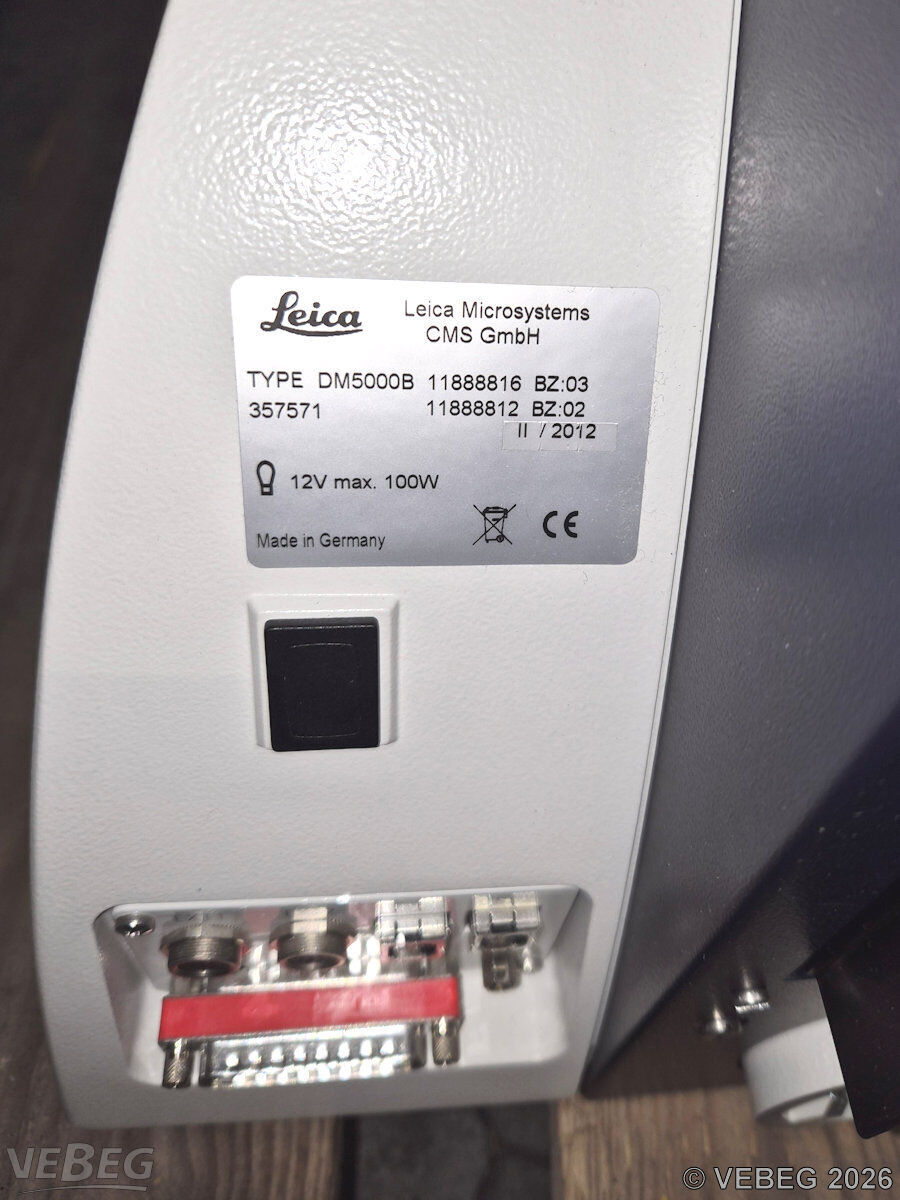 Leica
Leica Microsystems
CMS GmbH
TYPE DM5000B 11888816 BZ:03
357571 11888812 BZ:02
II / 2012
12V max. 100W
Made in Germany
CE
VEBEG
© VEBEG 2026